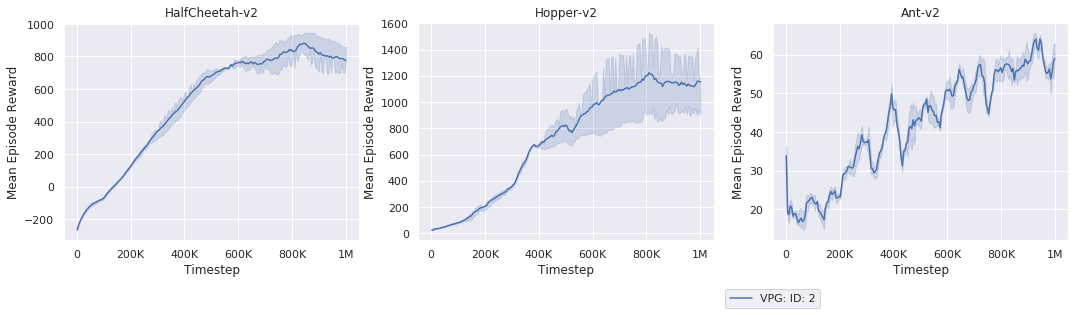 HalfCheetah-v2
Mean Episode Reward
1000
800
600
400
200
0
−200
0 200K 400K 600K 800K 1M
Timestep
Hopper-v2
Mean Episode Reward
1600
1400
1200
1000
800
600
400
200
0
0 200K 400K 600K 800K 1M
Timestep
Ant-v2
Mean Episode Reward
60
50
40
30
20
0 200K 400K 600K 800K 1M
Timestep
VPG: ID: 2